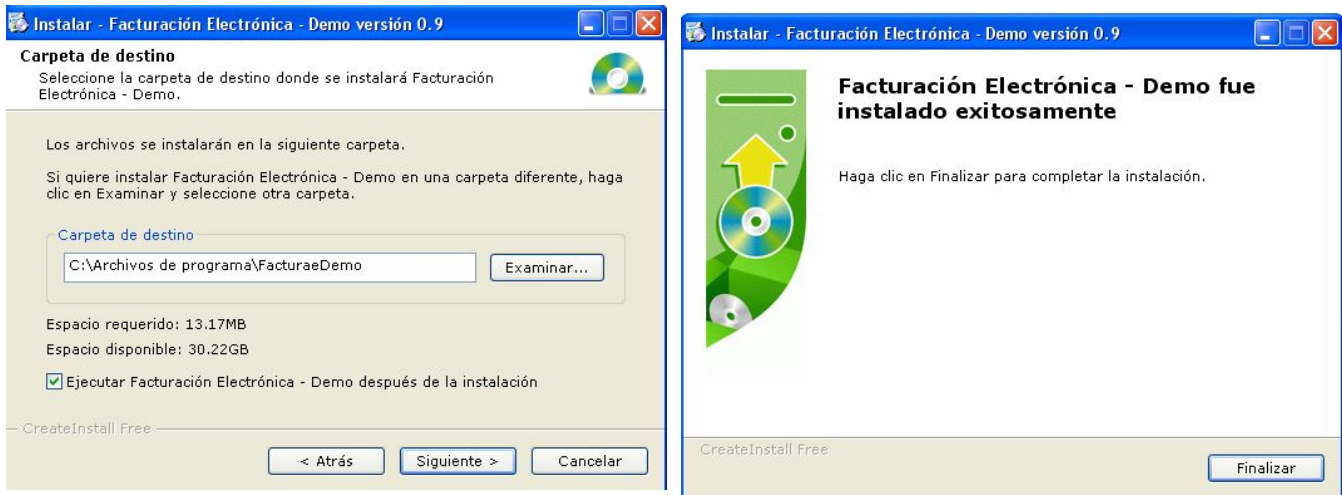 Instalar - Facturación Electrónica - Demo versión 0.9
Carpeta de destino
Seleccione la carpeta de destino donde se instalará Facturación
Electrónica - Demo.
Los archivos se instalarán en la siguiente carpeta.
Si quiere instalar Facturación Electrónica - Demo en una carpeta diferente, haga
clic en Examinar y seleccione otra carpeta.
Carpeta de destino
C:\Archivos de programa\FacturaeDemo
Examinar...
Espacio requerido: 13.17MB
Espacio disponible: 30.22GB
Ejecutar Facturación Electrónica - Demo después de la instalación
CreateInstall Free
< Atrás
Siguiente >
Cancelar
Instalar - Facturación Electrónica - Demo versión 0.9
Facturación Electrónica - Demo fue
instalado exitosamente
Haga clic en Finalizar para completar la instalación.
CreateInstall Free
Finalizar